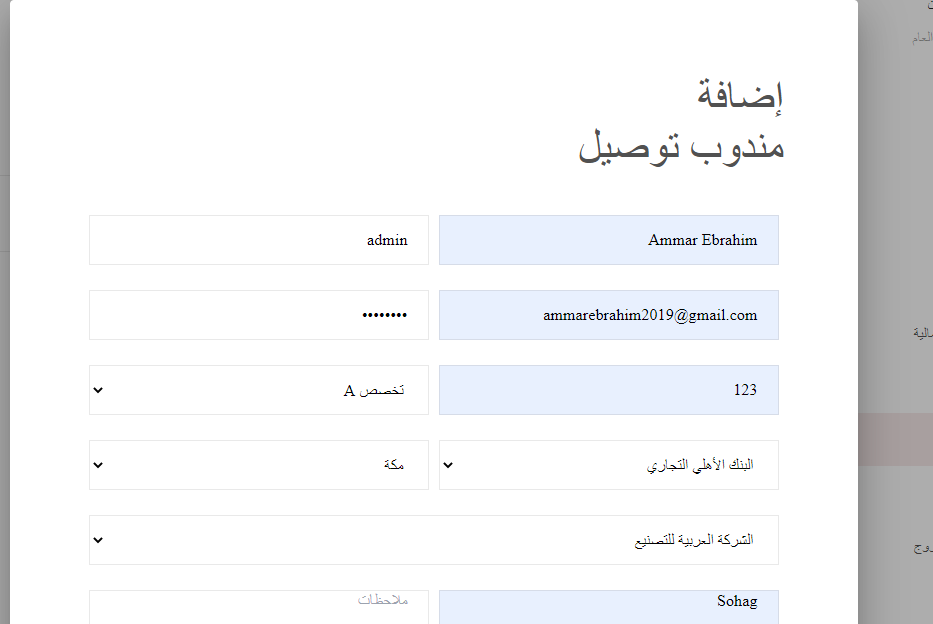 إضافة
مندوب توصيل
Ammar Ebrahim
admin
ammarebrahim2019@gmail.com
••••••••
123
تخصص A
البنك الأهلي التجاري
مكة
الشركة العربية للتصنيع
Sohag
ملاحظات
العام